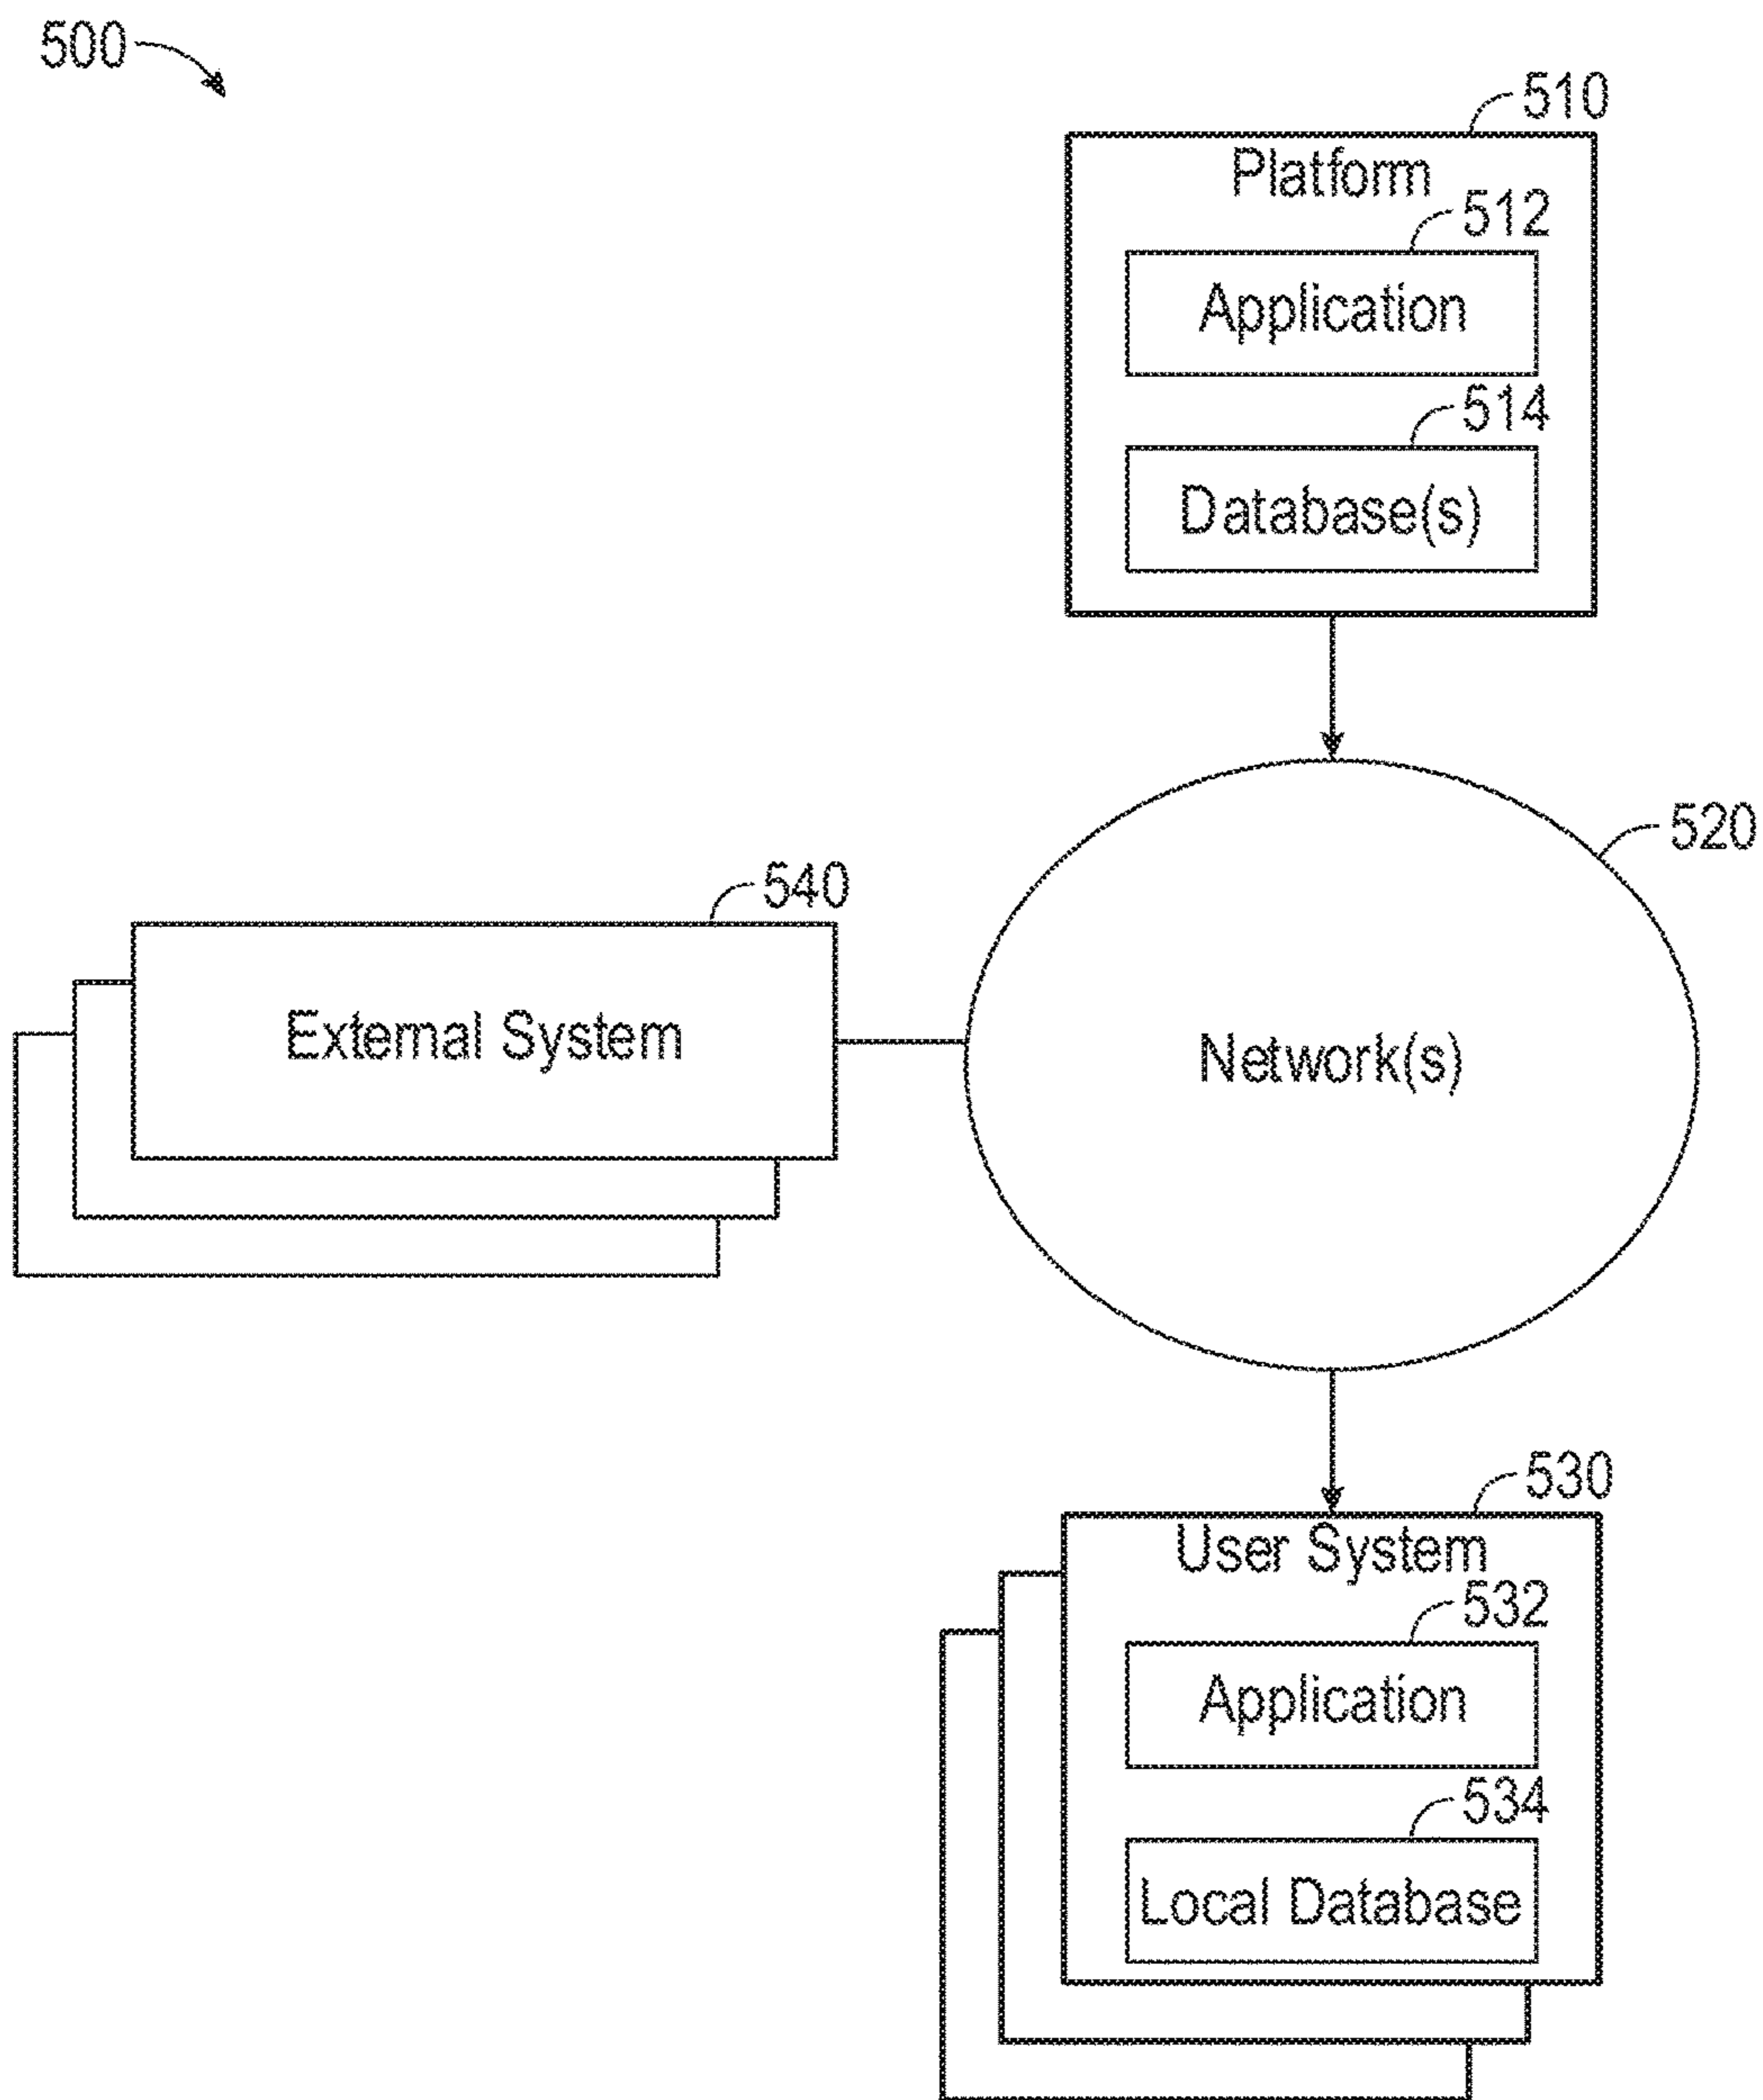 500
510
Platform
512
Application
514
Database(s)
520
540
External System
Network(s)
530
User System
532
Application
534
Local Database